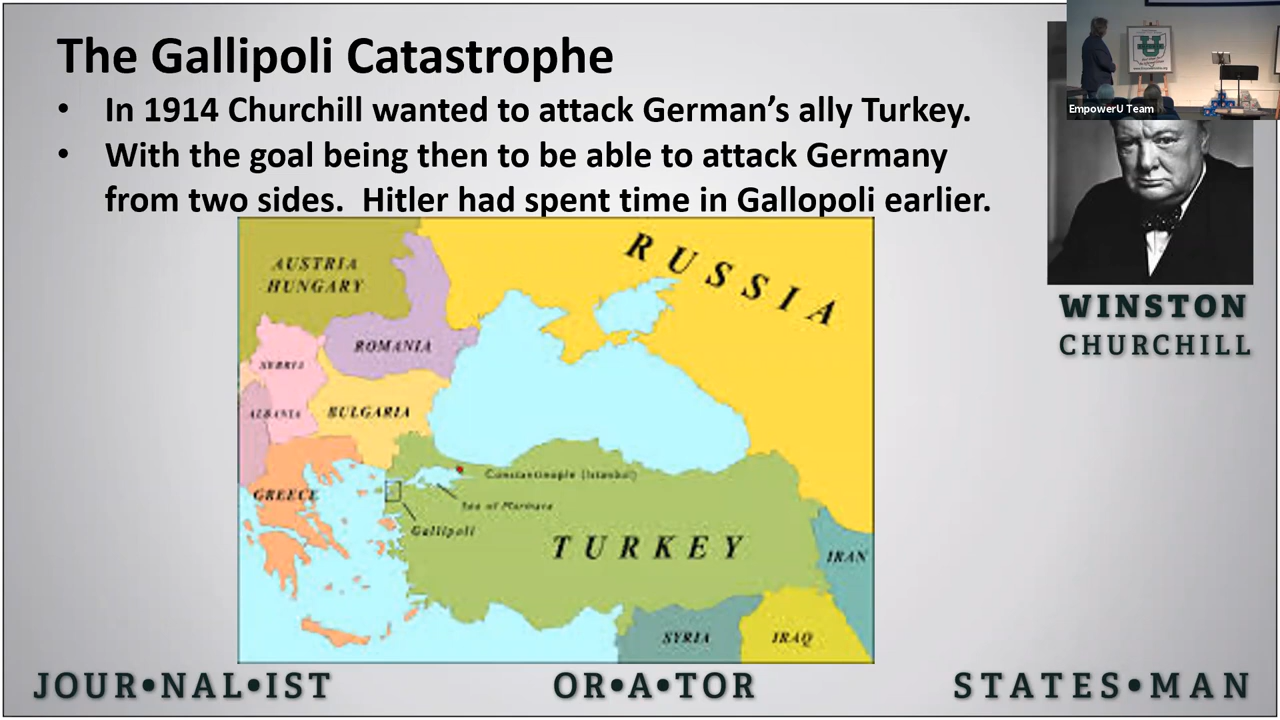 The Gallipoli Catastrophe
• In 1914 Churchill wanted to attack German’s ally Turkey.
• With the goal being then to be able to attack Germany
from two sides. Hitler had spent time in Gallopoli earlier.
EmpowerU Team
WINSTON
CHURCHILL
RUSSIA
AUSTRIA
HUNGARY
ROMANIA
SERBIA
ALBANIA
BULGARIA
Constantinople (Istanbul)
GREECE
Sea of Marmara
Gallipoli
TURKEY
IRAN
SYRIA
IRAQ
JOUR•NAL•IST
OR•A•TOR
STATES•MAN